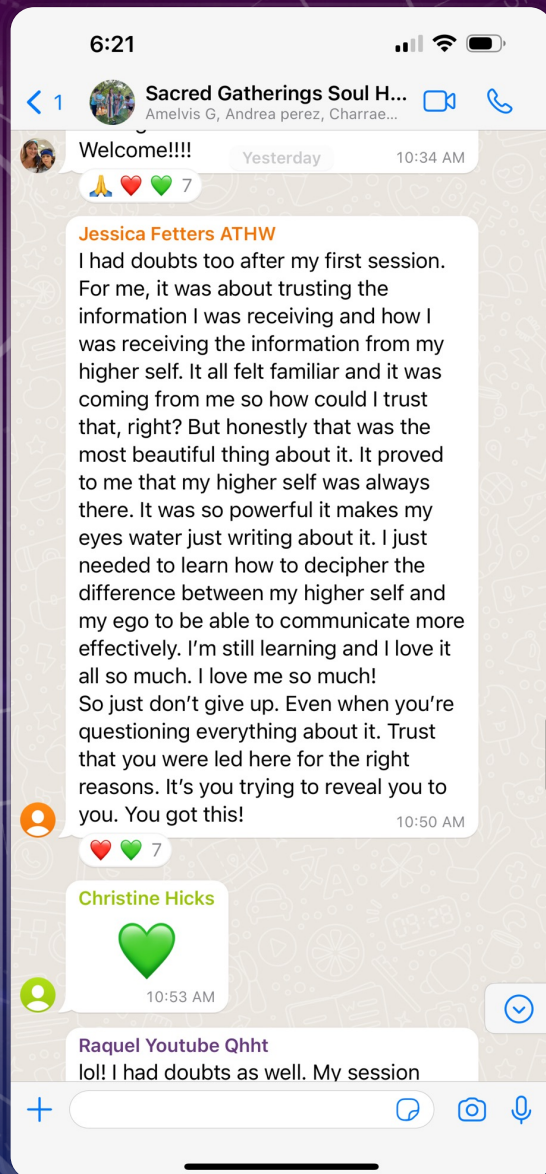 6:21
1
Sacred Gatherings Soul H...
Amelvis G, Andrea perez, Charrae...
Welcome!!!!
Yesterday
10:34 AM
7
Jessica Fetters ATHW
I had doubts too after my first session.
For me, it was about trusting the
information I was receiving and how I
was receiving the information from my
higher self. It all felt familiar and it was
coming from me so how could I trust
that, right? But honestly that was the
most beautiful thing about it. It proved
to me that my higher self was always
there. It was so powerful it makes my
eyes water just writing about it. I just
needed to learn how to decipher the
difference between my higher self and
my ego to be able to communicate more
effectively. I’m still learning and I love it
all so much. I love me so much!
So just don’t give up. Even when you’re
questioning everything about it. Trust
that you were led here for the right
reasons. It’s you trying to reveal you to
you. You got this!
10:50 AM
7
Christine Hicks
10:53 AM
Raquel Youtube Qhht
lol! I had doubts as well. My session